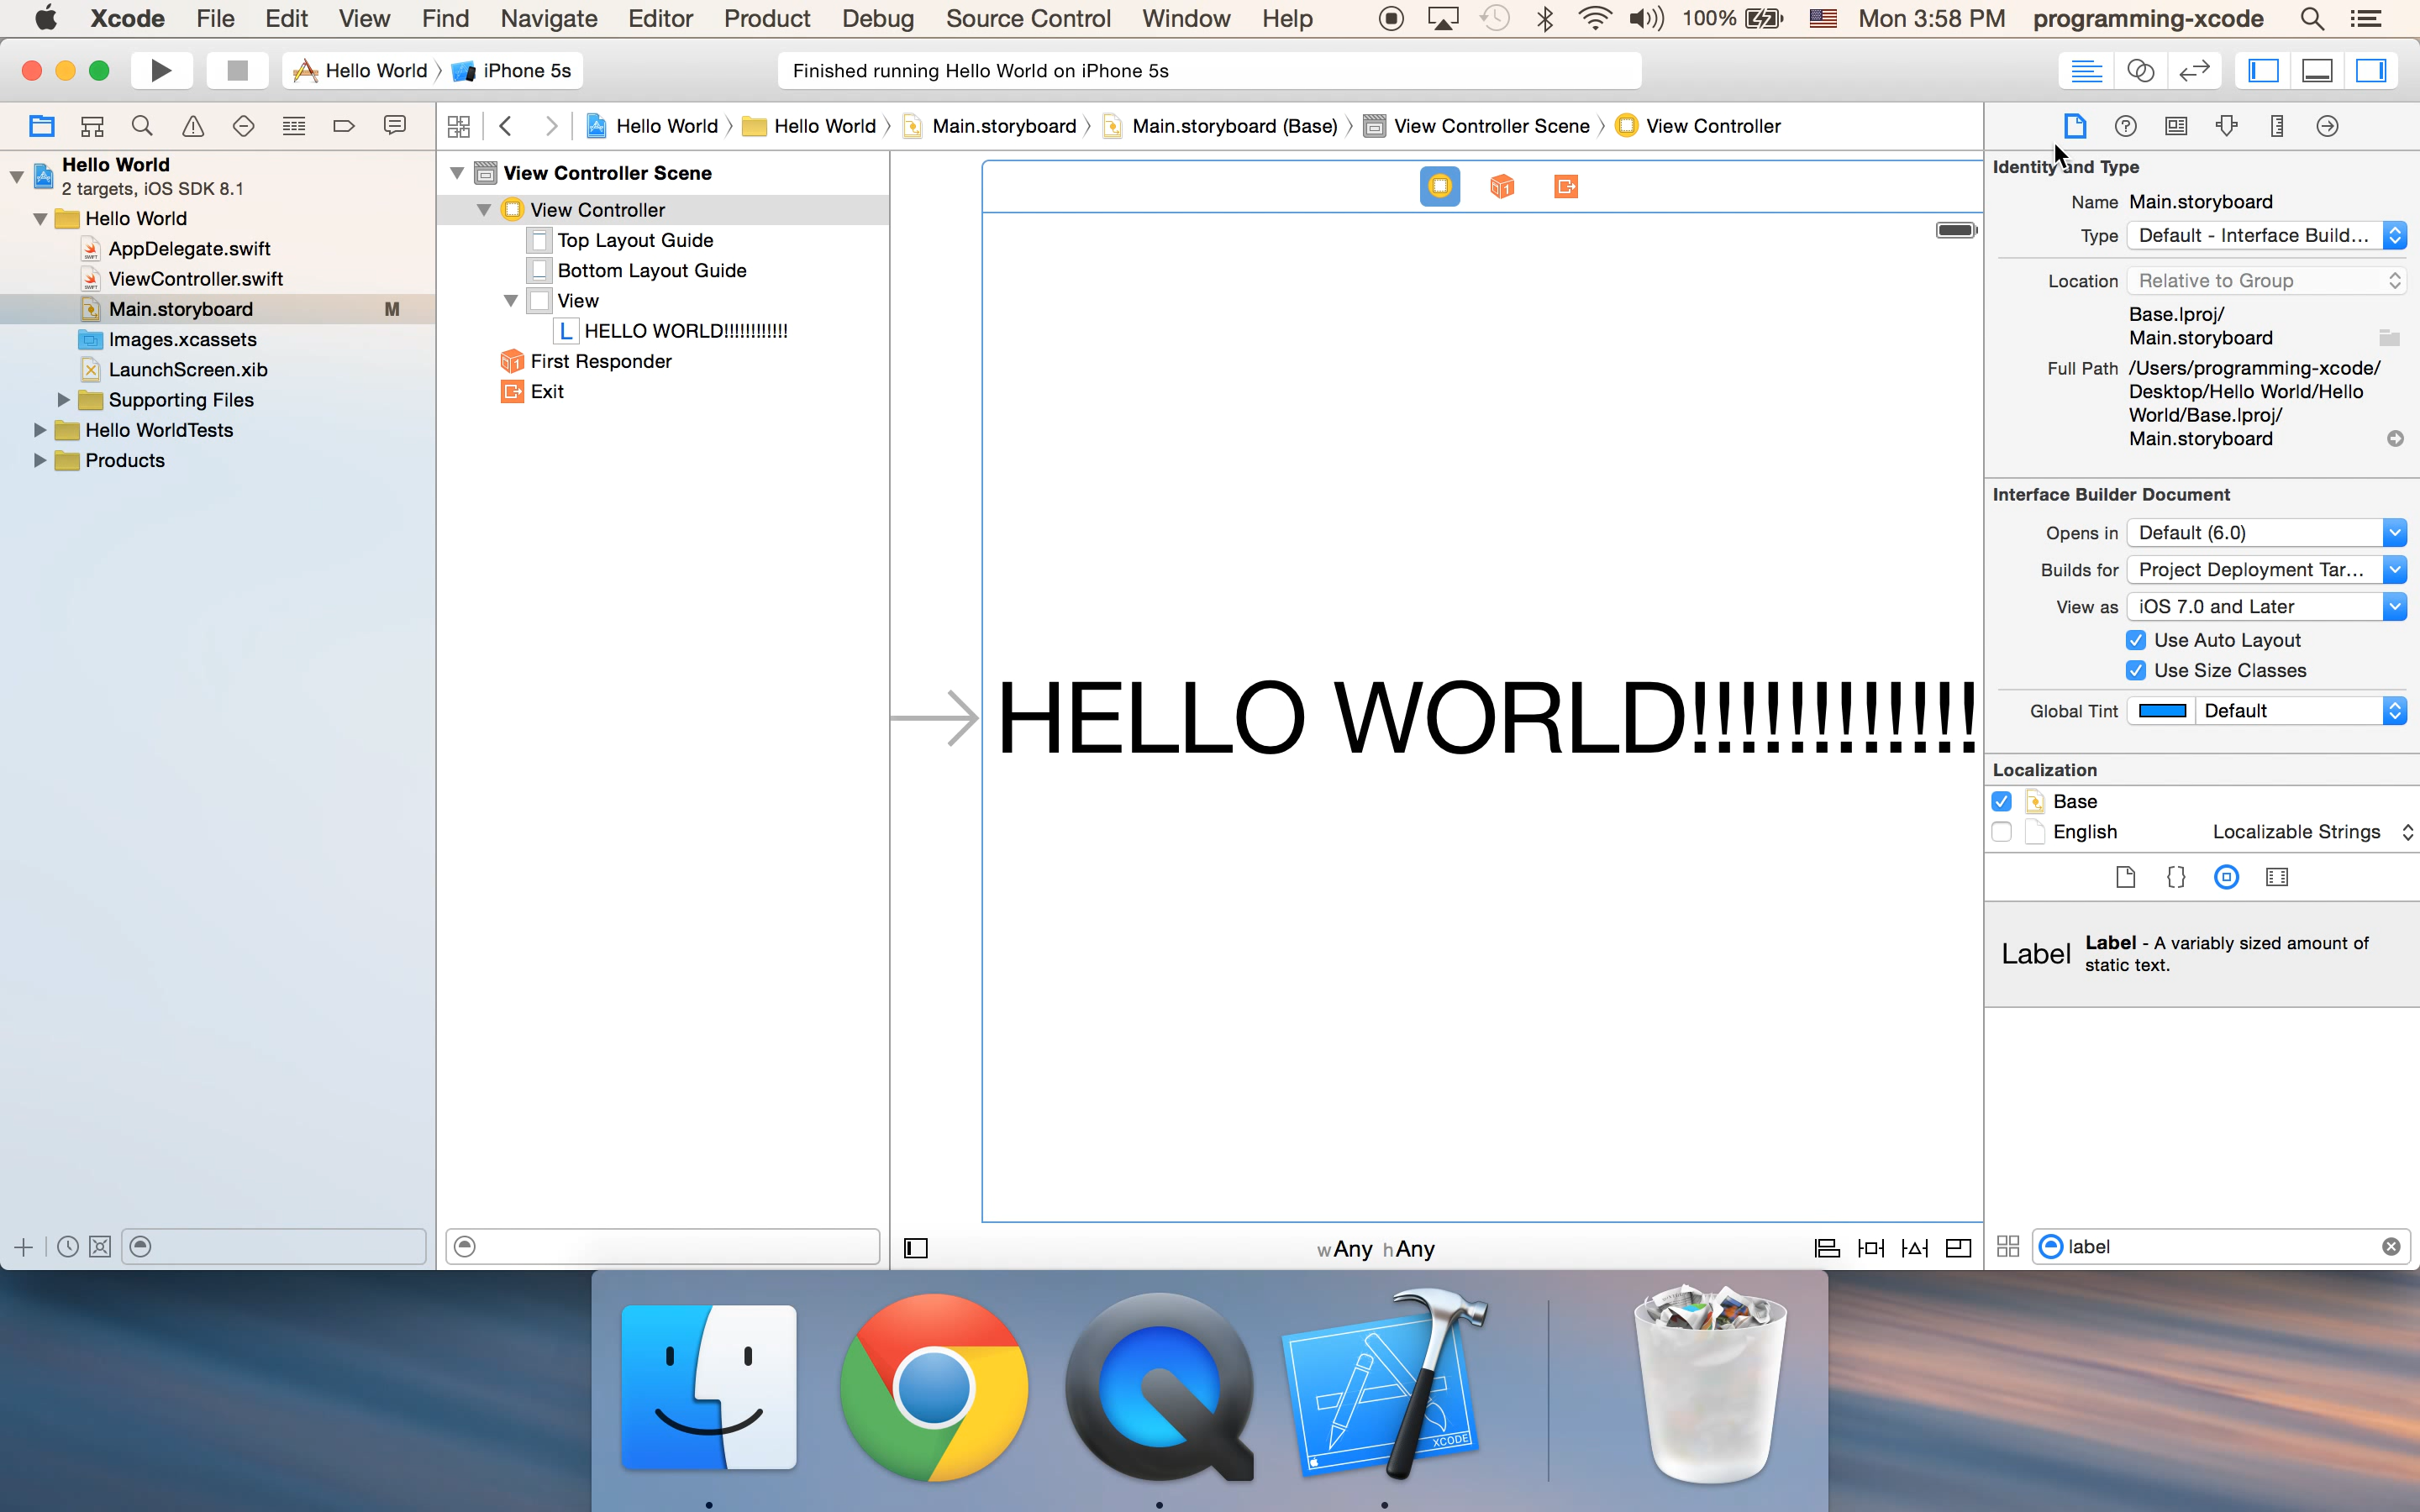 Xcode File Edit View Find Navigate Editor Product Debug Source Control Window Help 100% Mon 3:58 PM programming-xcode
Hello World iPhone 5s Finished running Hello World on iPhone 5s
Hello World Hello World Main.storyboard Main.storyboard (Base) View Controller Scene View Controller
Hello World
2 targets, iOS SDK 8.1
Hello World
AppDelegate.swift
ViewController.swift
Main.storyboard M
Images.xcassets
LaunchScreen.xib
Supporting Files
Hello WorldTests
Products
View Controller Scene
View Controller
Top Layout Guide
Bottom Layout Guide
View
L HELLO WORLD!!!!!!!!!!!!
First Responder
Exit
HELLO WORLD!!!!!!!!!!!!
wAny hAny
Identity and Type
Name Main.storyboard
Type Default - Interface Build...
Location Relative to Group
Base.lproj/
Main.storyboard
Full Path /Users/programming-xcode/
Desktop/Hello World/Hello
World/Base.lproj/
Main.storyboard
Interface Builder Document
Opens in Default (6.0)
Builds for Project Deployment Tar...
View as iOS 7.0 and Later
Use Auto Layout
Use Size Classes
Global Tint Default
Localization
Base
English Localizable Strings
Label Label - A variably sized amount of
static text.
label
XCODE